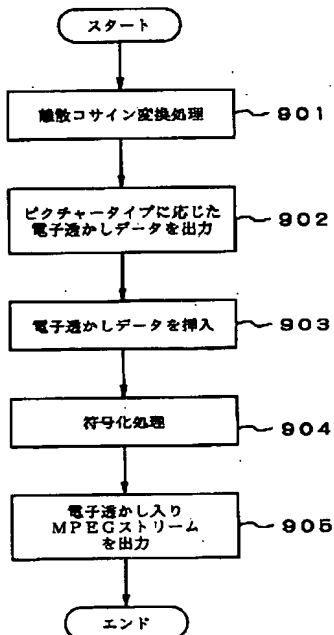 スタート
離散コサイン変換処理
901
ピクチャータイプに応じた
電子透かしデータを出力
902
電子透かしデータを挿入
903
符号化処理
904
電子透かし入り
MPEGストリーム
を出力
905
エンド